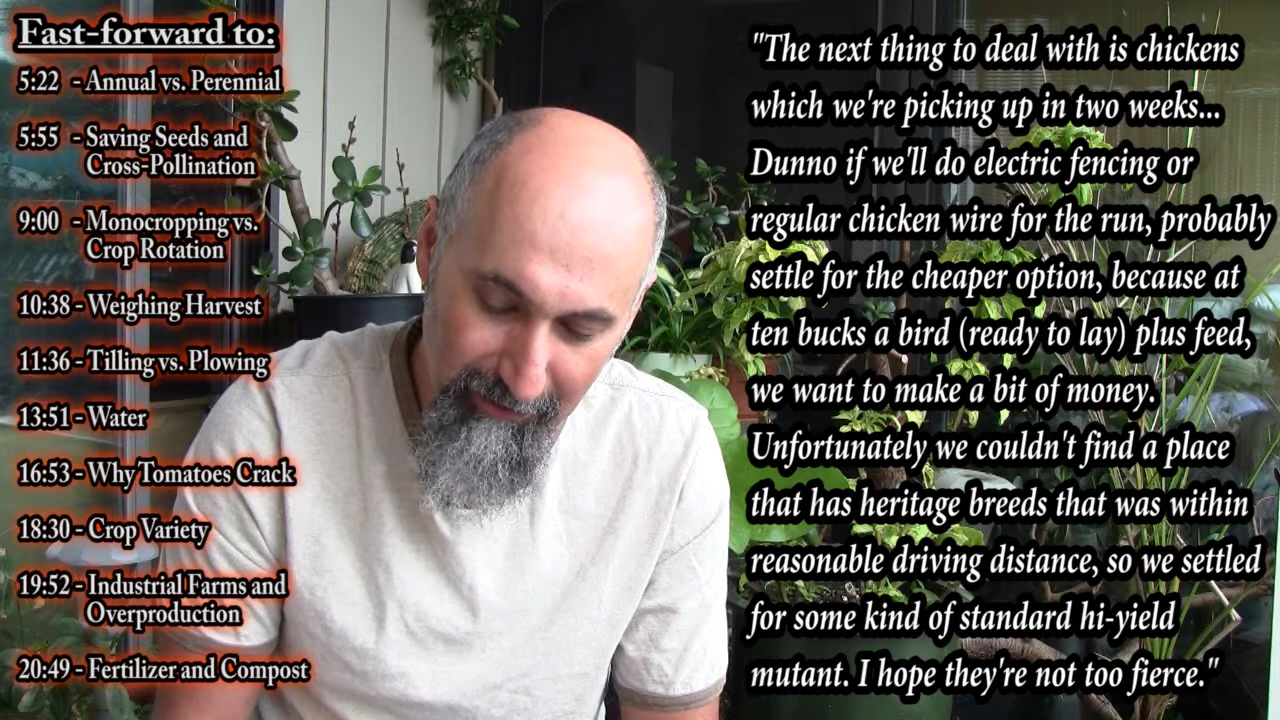 Fast-forward to:
5:22 - Annual vs. Perennial
5:55 - Saving Seeds and
Cross-Pollination
9:00 - Monocropping vs.
Crop Rotation
10:38 - Weighing Harvest
11:36 - Tilling vs. Plowing
13:51 - Water
16:53 - Why Tomatoes Crack
18:30 - Crop Variety
19:52 - Industrial Farms and
Overproduction
20:49 - Fertilizer and Compost
"The next thing to deal with is chickens
which we're picking up in two weeks...
Dunno if we'll do electric fencing or
regular chicken wire for the run, probably
settle for the cheaper option, because at
ten bucks a bird (ready to lay) plus feed,
we want to make a bit of money.
Unfortunately we couldn't find a place
that has heritage breeds that was within
reasonable driving distance, so we settled
for some kind of standard hi-yield
mutant. I hope they're not too fierce."